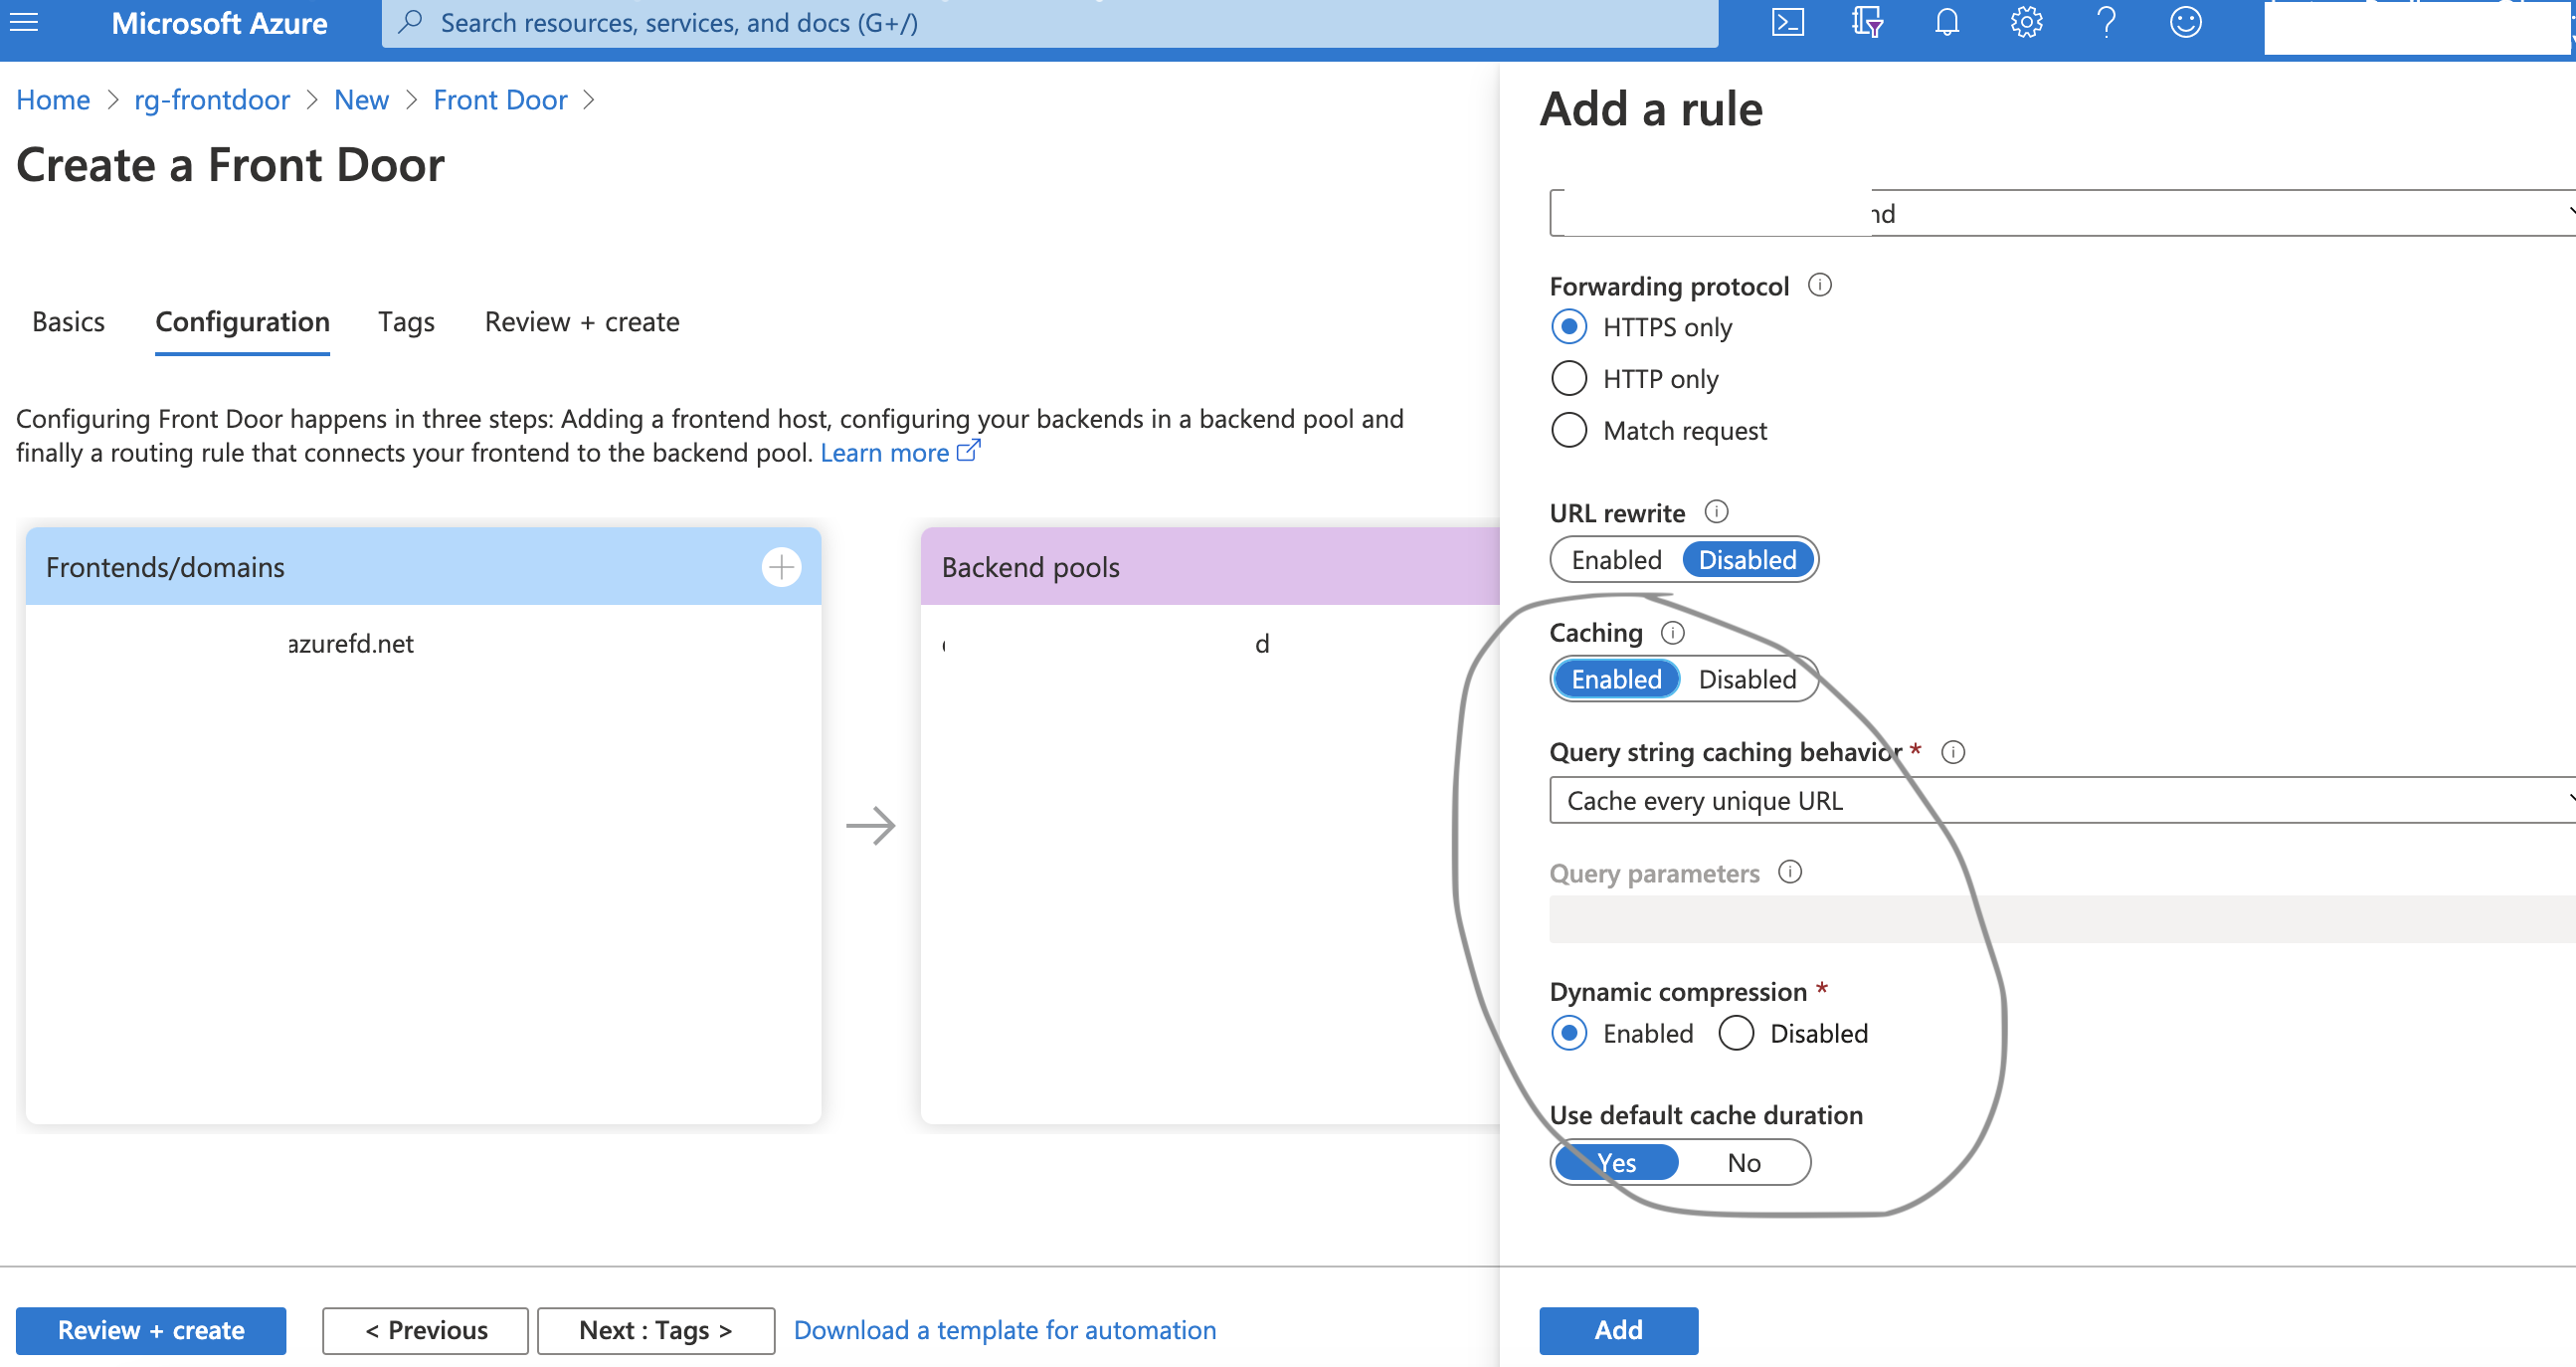 Microsoft Azure
Search resources, services, and docs (G+/)
Home > rg-frontdoor > New > Front Door >
Create a Front Door
Basics Configuration Tags Review + create
Configuring Front Door happens in three steps: Adding a frontend host, configuring your backends in a backend pool and
finally a routing rule that connects your frontend to the backend pool. Learn more
Frontends/domains
azurefd.net
Backend pools
d
Review + create
< Previous
Next : Tags >
Download a template for automation
Add a rule
nd
Forwarding protocol
HTTPS only
HTTP only
Match request
URL rewrite
Enabled Disabled
Caching
Enabled Disabled
Query string caching behavior *
Cache every unique URL
Query parameters
Dynamic compression *
Enabled Disabled
Use default cache duration
Yes No
Add